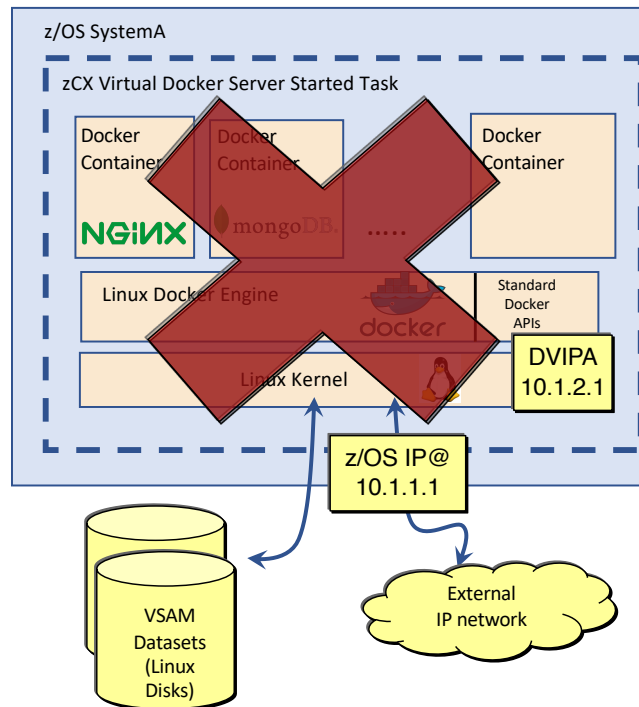 z/OS SystemA
zCX Virtual Docker Server Started Task
Docker
Container
NGINX
Docker
Container
mongoDB.
.....
Docker
Container
Linux Docker Engine
docker
Standard
Docker
APIs
Linux Kernel
DVIPA
10.1.2.1
z/OS IP@
10.1.1.1
VSAM
Datasets
(Linux
Disks)
External
IP network